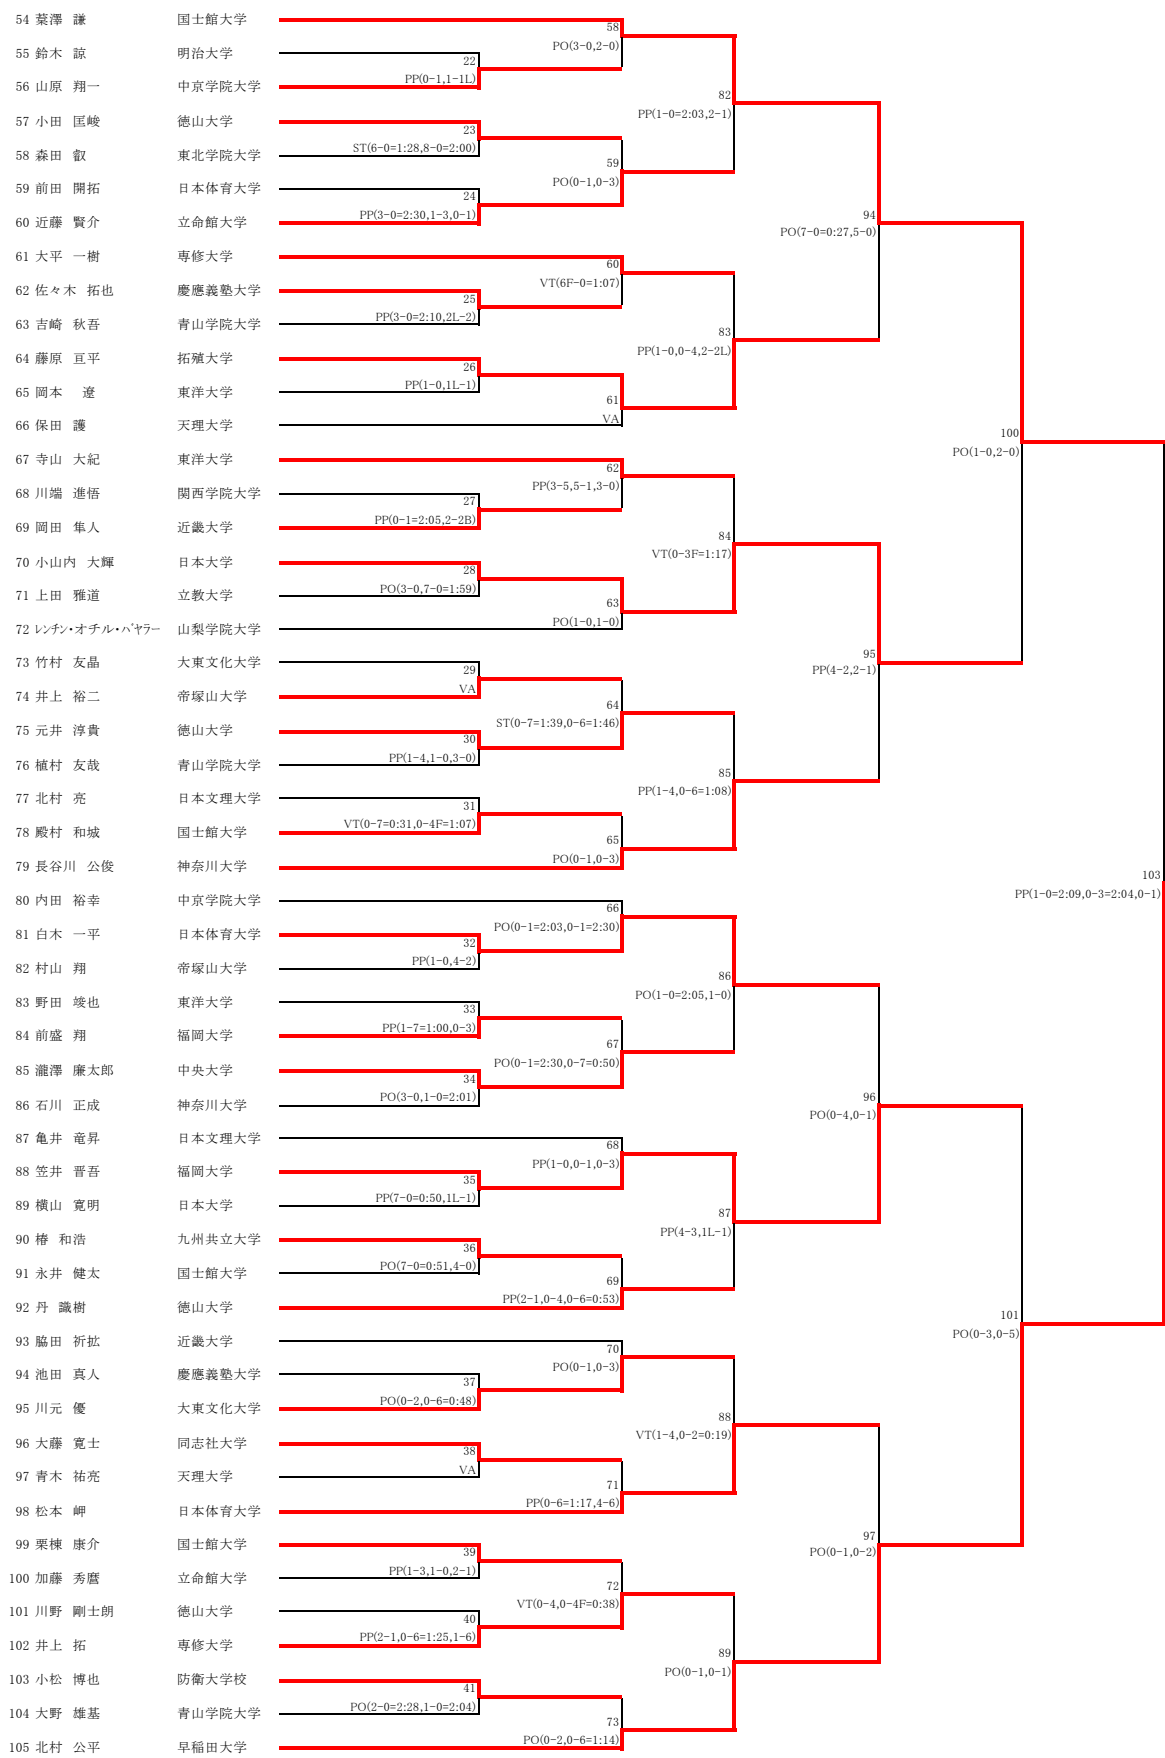 54 菜澤 謙 国士館大学
58
PO(3-0,2-0)
55 鈴木 諒 明治大学
22
PP(0-1,1-1L)
56 山原 翔一 中京学院大学
82
PP(1-0=2:03,2-1)
57 小田 匡峻 徳山大学
23
ST(6-0=1:28,8-0=2:00)
58 森田 叡 東北学院大学
59
PO(0-1,0-3)
59 前田 開拓 日本体育大学
24
PP(3-0=2:30,1-3,0-1)
60 近藤 賢介 立命館大学
94
PO(7-0=0:27,5-0)
61 大平 一樹 専修大学
60
VT(6F-0=1:07)
62 佐々木 拓也 慶應義塾大学
25
PP(3-0=2:10,2L-2)
63 吉崎 秋吾 青山学院大学
83
PP(1-0,0-4,2-2L)
64 藤原 亘平 拓殖大学
26
PP(1-0,1L-1)
65 岡本 遼 東洋大学
61
VA
66 保田 護 天理大学
100
PO(1-0,2-0)
67 寺山 大紀 東洋大学
62
PP(3-5,5-1,3-0)
68 川端 進悟 関西学院大学
27
PP(0-1=2:05,2-2B)
69 岡田 隼人 近畿大学
84
VT(0-3F=1:17)
70 小山内 大輝 日本大学
28
PO(3-0,7-0=1:59)
71 上田 雅道 立教大学
63
PO(1-0,1-0)
72 レンチン・オチル・バヤラー 山梨学院大学
95
PP(4-2,2-1)
73 竹村 友晶 大東文化大学
29
VA
74 井上 裕二 帝塚山大学
64
ST(0-7=1:39,0-6=1:46)
75 元井 淳貴 徳山大学
30
PP(1-4,1-0,3-0)
76 植村 友哉 青山学院大学
85
PP(1-4,0-6=1:08)
77 北村 亮 日本文理大学
31
VT(0-7=0:31,0-4F=1:07)
78 殿村 和城 国士館大学
65
PO(0-1,0-3)
79 長谷川 公俊 神奈川大学
103
PP(1-0=2:09,0-3=2:04,0-1)
80 内田 裕幸 中京学院大学
66
PO(0-1=2:03,0-1=2:30)
81 白木 一平 日本体育大学
32
PP(1-0,4-2)
82 村山 翔 帝塚山大学
86
PO(1-0=2:05,1-0)
83 野田 竣也 東洋大学
33
PP(1-7=1:00,0-3)
84 前盛 翔 福岡大学
67
PO(0-1=2:30,0-7=0:50)
85 瀧澤 廉太郎 中央大学
34
PO(3-0,1-0=2:01)
86 石川 正成 神奈川大学
96
PO(0-4,0-1)
87 亀井 竜昇 日本文理大学
68
PP(1-0,0-1,0-3)
88 笠井 晋吾 福岡大学
35
PP(7-0=0:50,1L-1)
89 横山 寛明 日本大学
87
PP(4-3,1L-1)
90 椿 和浩 九州共立大学
36
PO(7-0=0:51,4-0)
91 永井 健太 国士館大学
69
PP(2-1,0-4,0-6=0:53)
92 丹 識樹 徳山大学
101
PO(0-3,0-5)
93 脇田 祈拡 近畿大学
70
PO(0-1,0-3)
94 池田 真人 慶應義塾大学
37
PO(0-2,0-6=0:48)
95 川元 優 大東文化大学
88
VT(1-4,0-2=0:19)
96 大藤 寛士 同志社大学
38
VA
97 青木 祐亮 天理大学
71
PP(0-6=1:17,4-6)
98 松本 岬 日本体育大学
97
PO(0-1,0-2)
99 栗棟 康介 国士館大学
39
PP(1-3,1-0,2-1)
100 加藤 秀麿 立命館大学
72
VT(0-4,0-4F=0:38)
101 川野 剛士朗 徳山大学
40
PP(2-1,0-6=1:25,1-6)
102 井上 拓 専修大学
89
PO(0-1,0-1)
103 小松 博也 防衛大学校
41
PO(2-0=2:28,1-0=2:04)
104 大野 雄基 青山学院大学
73
PO(0-2,0-6=1:14)
105 北村 公平 早稲田大学